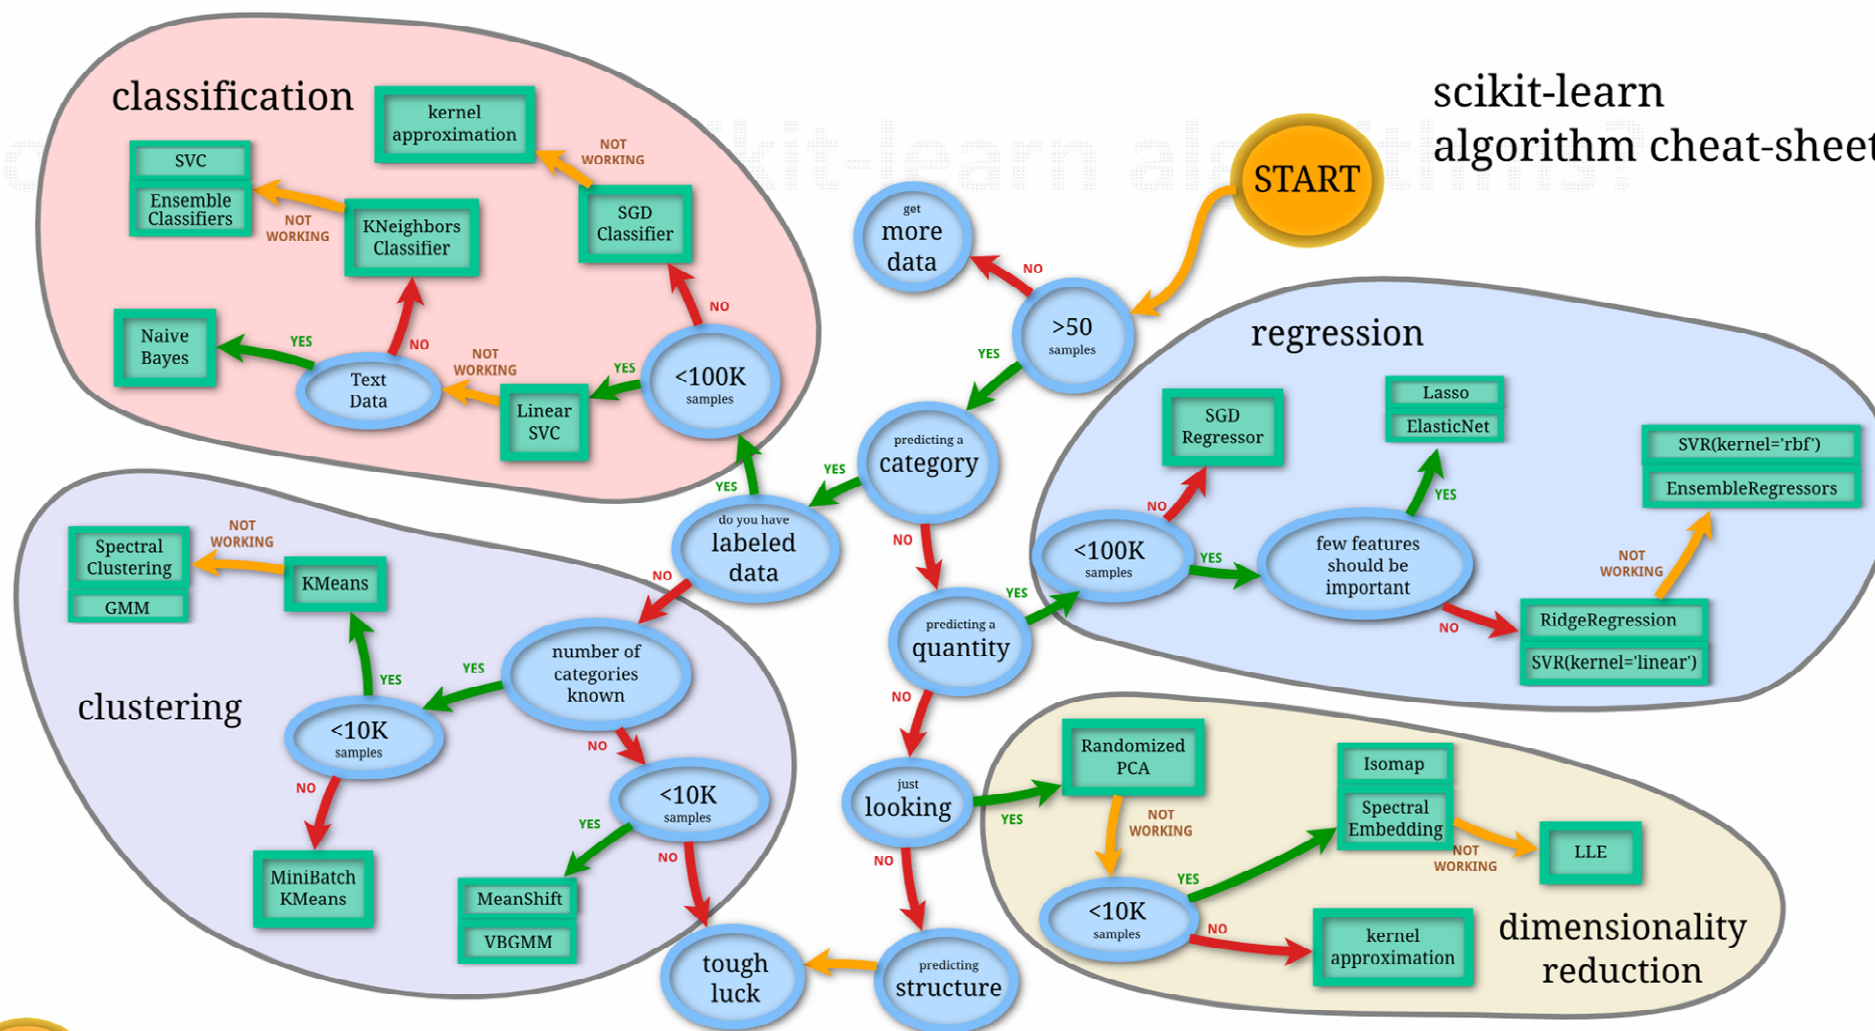 classification
kernel
approximation
NOT
WORKING
SVC
Ensemble
Classifiers
NOT
WORKING
KNeighbors
Classifier
SGD
Classifier
NO
Naive
Bayes
YES
NO
Text
Data
NOT
WORKING
Linear
SVC
YES
<100K
samples
YES
scikit-learn
algorithm cheat-sheet
START
get
more
data
NO
>50
samples
YES
predicting a
category
YES
do you have
labeled
data
NO
NO
predicting a
quantity
YES
NO
just
looking
YES
NO
predicting
structure
tough
luck
regression
SGD
Regressor
NO
<100K
samples
YES
few features
should be
important
YES
Lasso
ElasticNet
SVR(kernel='rbf')
EnsembleRegressors
NOT
WORKING
NO
RidgeRegression
SVR(kernel='linear')
clustering
Spectral
Clustering
GMM
NOT
WORKING
KMeans
YES
<10K
samples
YES
number of
categories
known
NO
NO
MiniBatch
KMeans
<10K
samples
YES
NO
MeanShift
VBGMM
Randomized
PCA
NOT
WORKING
<10K
samples
YES
NO
Isomap
Spectral
Embedding
NOT
WORKING
LLE
kernel
approximation
dimensionality
reduction